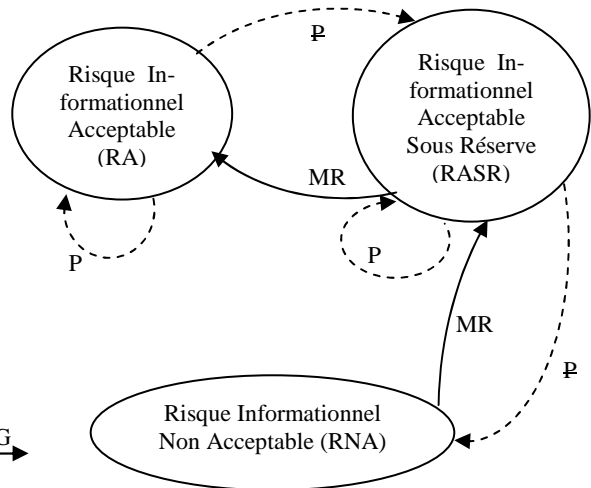 P
Risque In-
formationnel
Acceptable
(RA)
Risque In-
formationnel
Acceptable
Sous Réserve
(RASR)
MR
P
P
MR
P
Risque Informationnel
Non Acceptable (RNA)
G